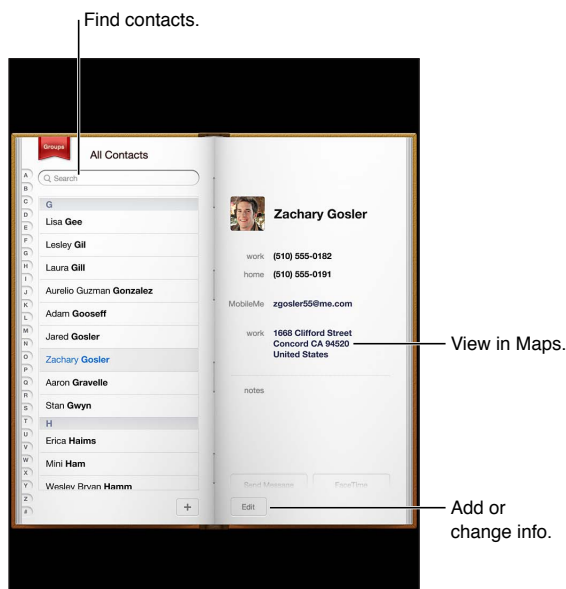 Find contacts.
Groups
All Contacts
Search
A
B
C
D
E
F
G
H
I
J
K
L
M
N
O
P
Q
R
S
T
U
V
W
X
Y
Z
#
G
Lisa Gee
Lesley Gil
Laura Gill
Aurelio Guzman Gonzalez
Adam Gooseff
Jared Gosler
Zachary Gosler
Aaron Gravelle
Stan Gwyn
H
Erica Haims
Mini Ham
Wesley Bryan Hamm
+
Zachary Gosler
work (510) 555-0182
home (510) 555-0191
MobileMe zgosler55@me.com
work 1668 Clifford Street
Concord CA 94520
United States
notes
Send Message FaceTime
Edit
View in Maps.
Add or
change info.